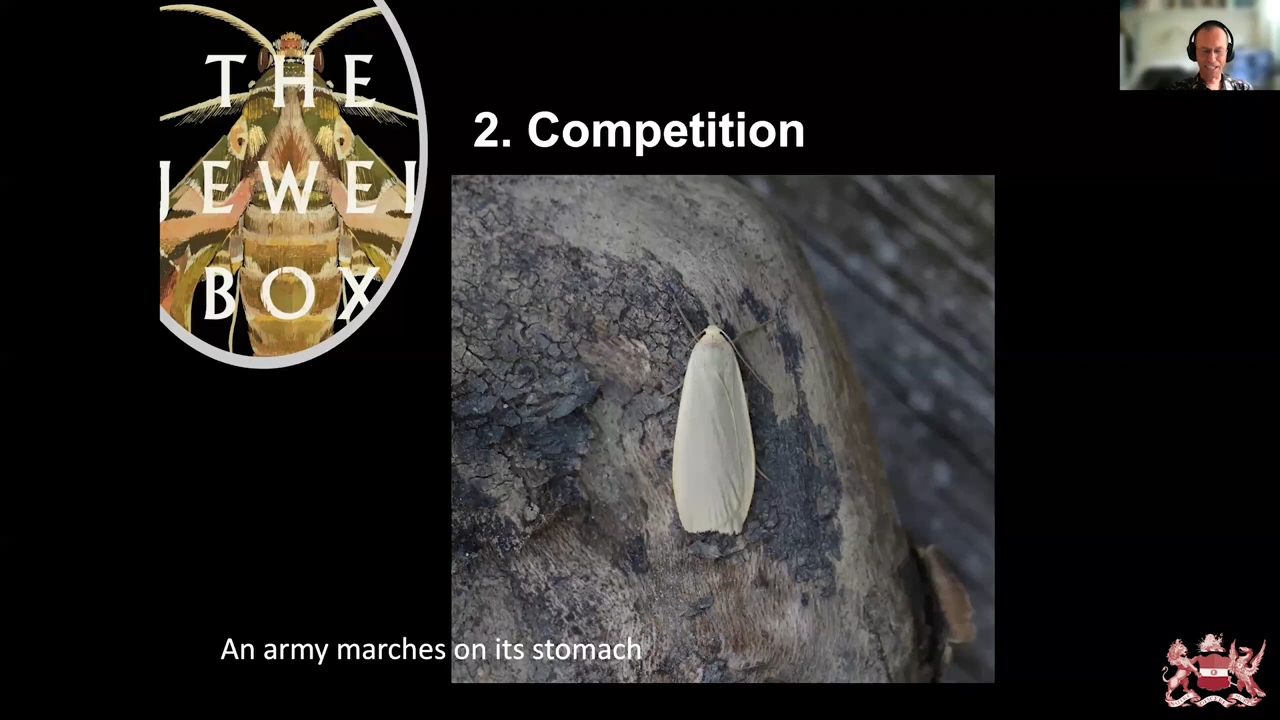 THE
JEWEL
BOX
2. Competition
An army marches on its stomach